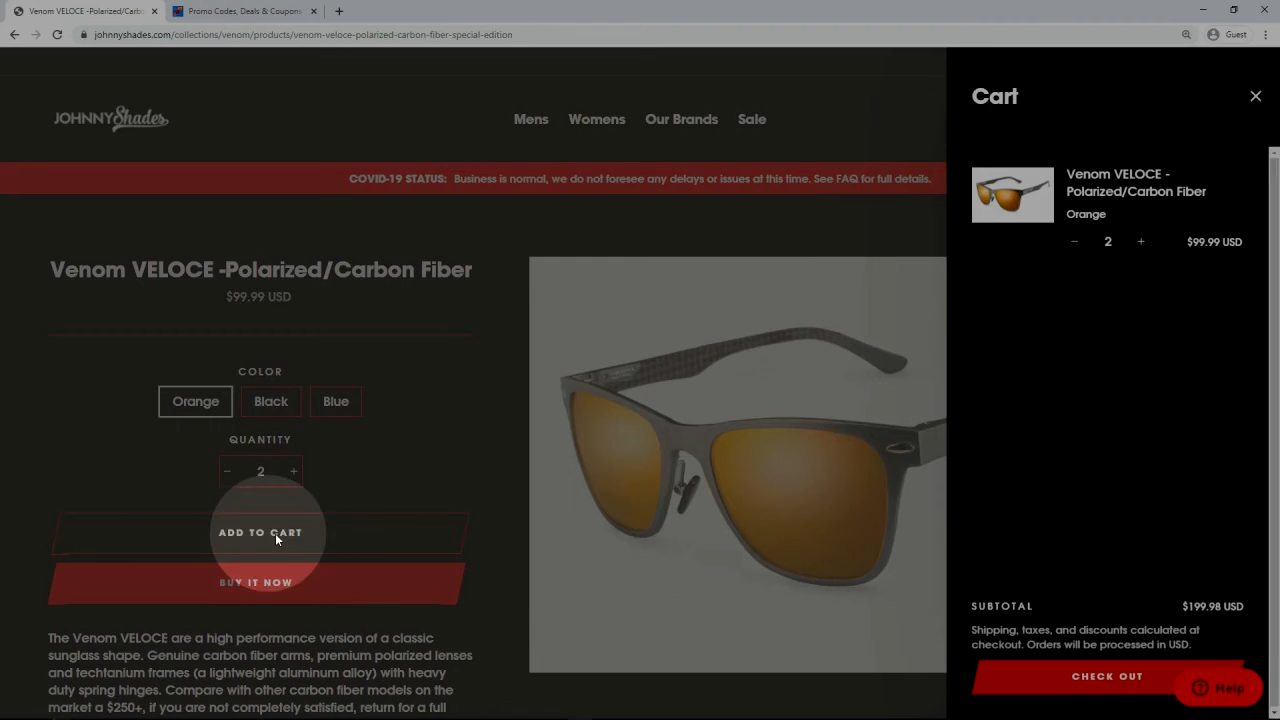 Venom VELOCE -Polarized/Carbo
Promo Codes, Deals & Coupons
johnnyshades.com/collections/venom/products/venom-veloce-polarized-carbon-fiber-special-edition
Guest
JOHNNY Shades
Mens Womens Our Brands Sale
COVID-19 STATUS: Business is normal, we do not foresee any delays or issues at this time. See FAQ for full details.
Venom VELOCE -Polarized/Carbon Fiber
$99.99 USD
COLOR
Orange Black Blue
QUANTITY
− 2 +
ADD TO CART
BUY IT NOW
The Venom VELOCE are a high performance version of a classic
sunglass shape. Genuine carbon fiber arms, premium polarized lenses
and techtanium frames (a lightweight aluminum alloy) with heavy
duty spring hinges. Compare with other carbon fiber models on the
market a $250+, if you are not completely satisfied, return for a full
Cart
Venom VELOCE -
Polarized/Carbon Fiber
Orange
− 2 + $99.99 USD
SUBTOTAL $199.98 USD
Shipping, taxes, and discounts calculated at
checkout. Orders will be processed in USD.
CHECK OUT
Help